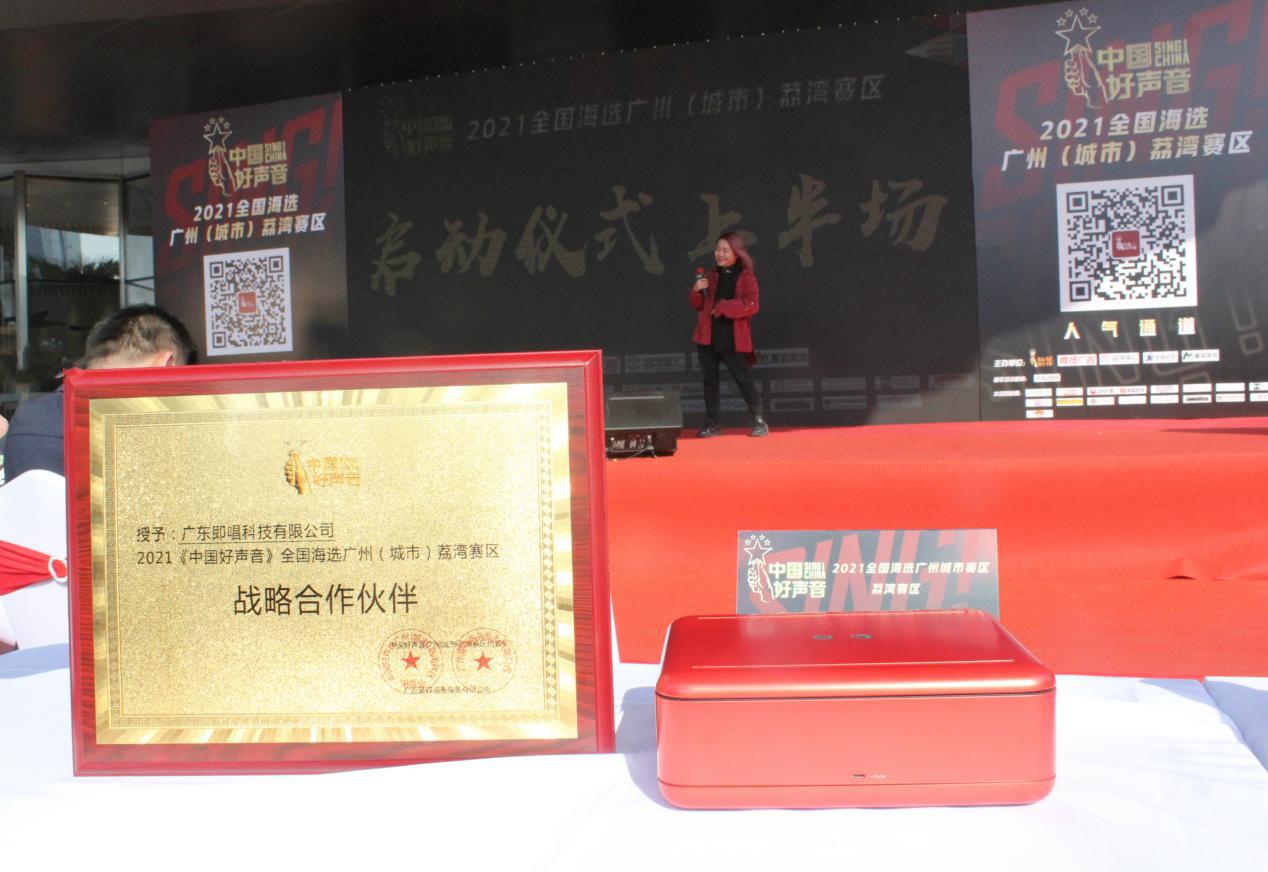 中国
好声音
SING!
CHINA
2021全国海选
广州（城市）荔湾赛区
2021全国海选广州（城市）荔湾赛区
启动仪式上半场
中国
好声音
SING!
CHINA
2021全国海选
广州（城市）荔湾赛区
人气通道
主办单位:
中国
好声音
授予：广东即唱科技有限公司
2021《中国好声音》全国海选广州（城市）荔湾赛区
战略合作伙伴
中国
好声音
SING!
CHINA
2021全国海选广州城市赛区
荔湾赛区
SING!